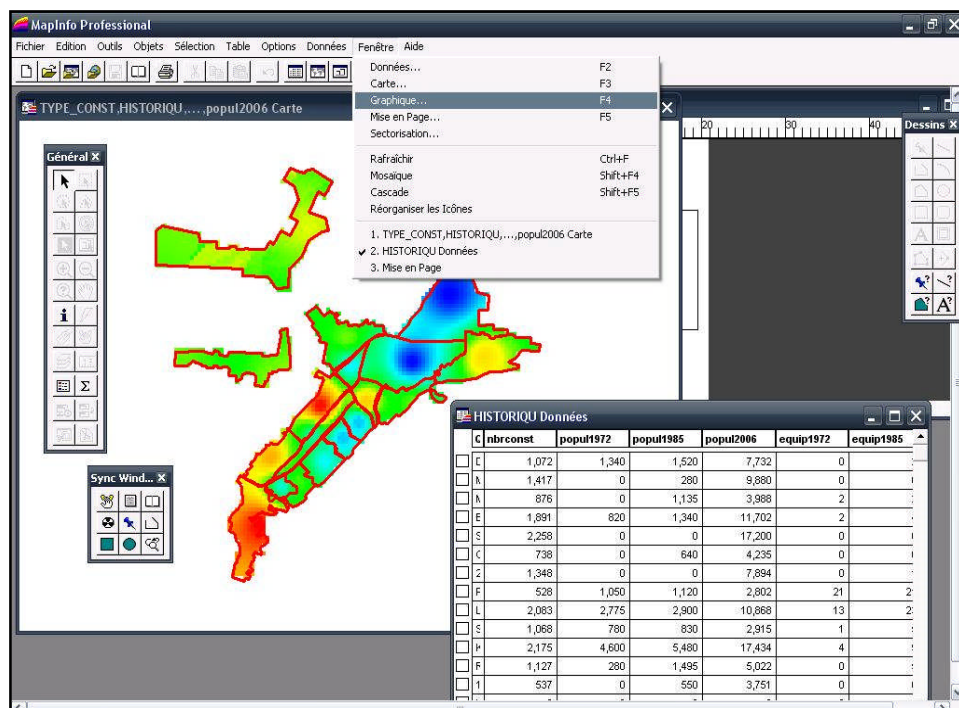 MapInfo Professional
Fichier Edition Outils Objets Sélection Table Options Données Fenêtre Aide
Données... F2
Carte... F3
Graphique... F4
Mise en Page... F5
Sectorisation...
Rafraîchir Ctrl+F
Mosaïque Shift+F4
Cascade Shift+F5
Réorganiser les Icônes
1. TYPE_CONST,HISTORIQU,...,popul2006 Carte
2. HISTORIQU Données
3. Mise en Page
TYPE_CONST,HISTORIQU,...,popul2006 Carte
20 30 40
Dessins
Général
Sync Wind...
HISTORIQU Données
nbrconst popul1972 popul1985 popul2006 equip1972 equip1985
1,072 1,340 1,520 7,732 0
1,417 0 280 9,880 0
876 0 1,135 3,988 2
1,891 820 1,340 11,702 2
2,258 0 0 17,200 0
738 0 640 4,235 0
1,348 0 0 7,894 0
528 1,050 1,120 2,802 21
2,083 2,775 2,900 10,868 13
1,068 780 830 2,915 1
2,175 4,600 5,480 17,434 4
1,127 280 1,495 5,022 0
537 0 550 3,751 0